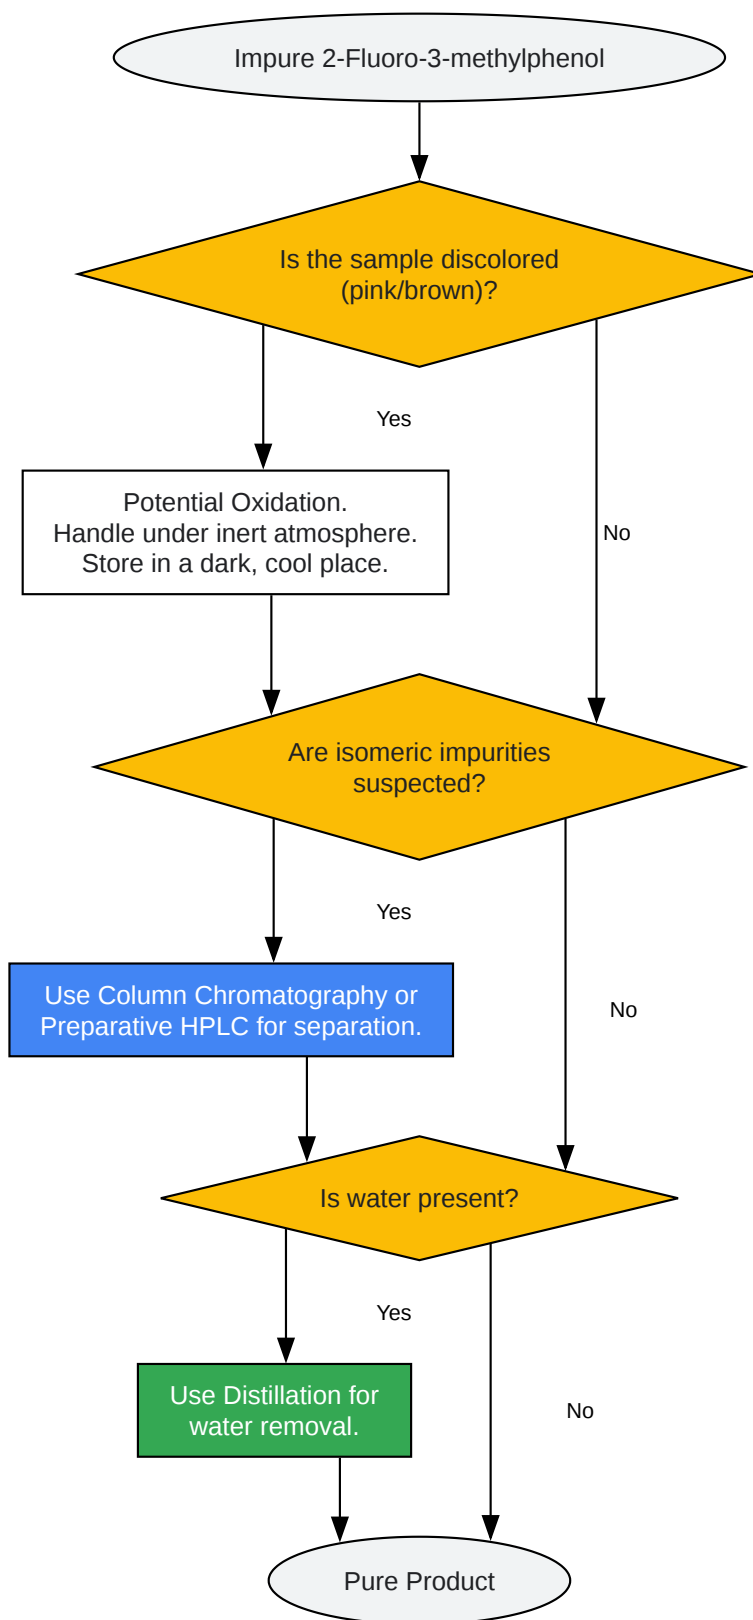 Impure 2-Fluoro-3-methylphenol
Is the sample discolored
(pink/brown)?
Yes
Potential Oxidation.
Handle under inert atmosphere.
Store in a dark, cool place.
No
Are isomeric impurities
suspected?
Yes
Use Column Chromatography or
Preparative HPLC for separation.
No
Is water present?
Yes
Use Distillation for
water removal.
No
Pure Product